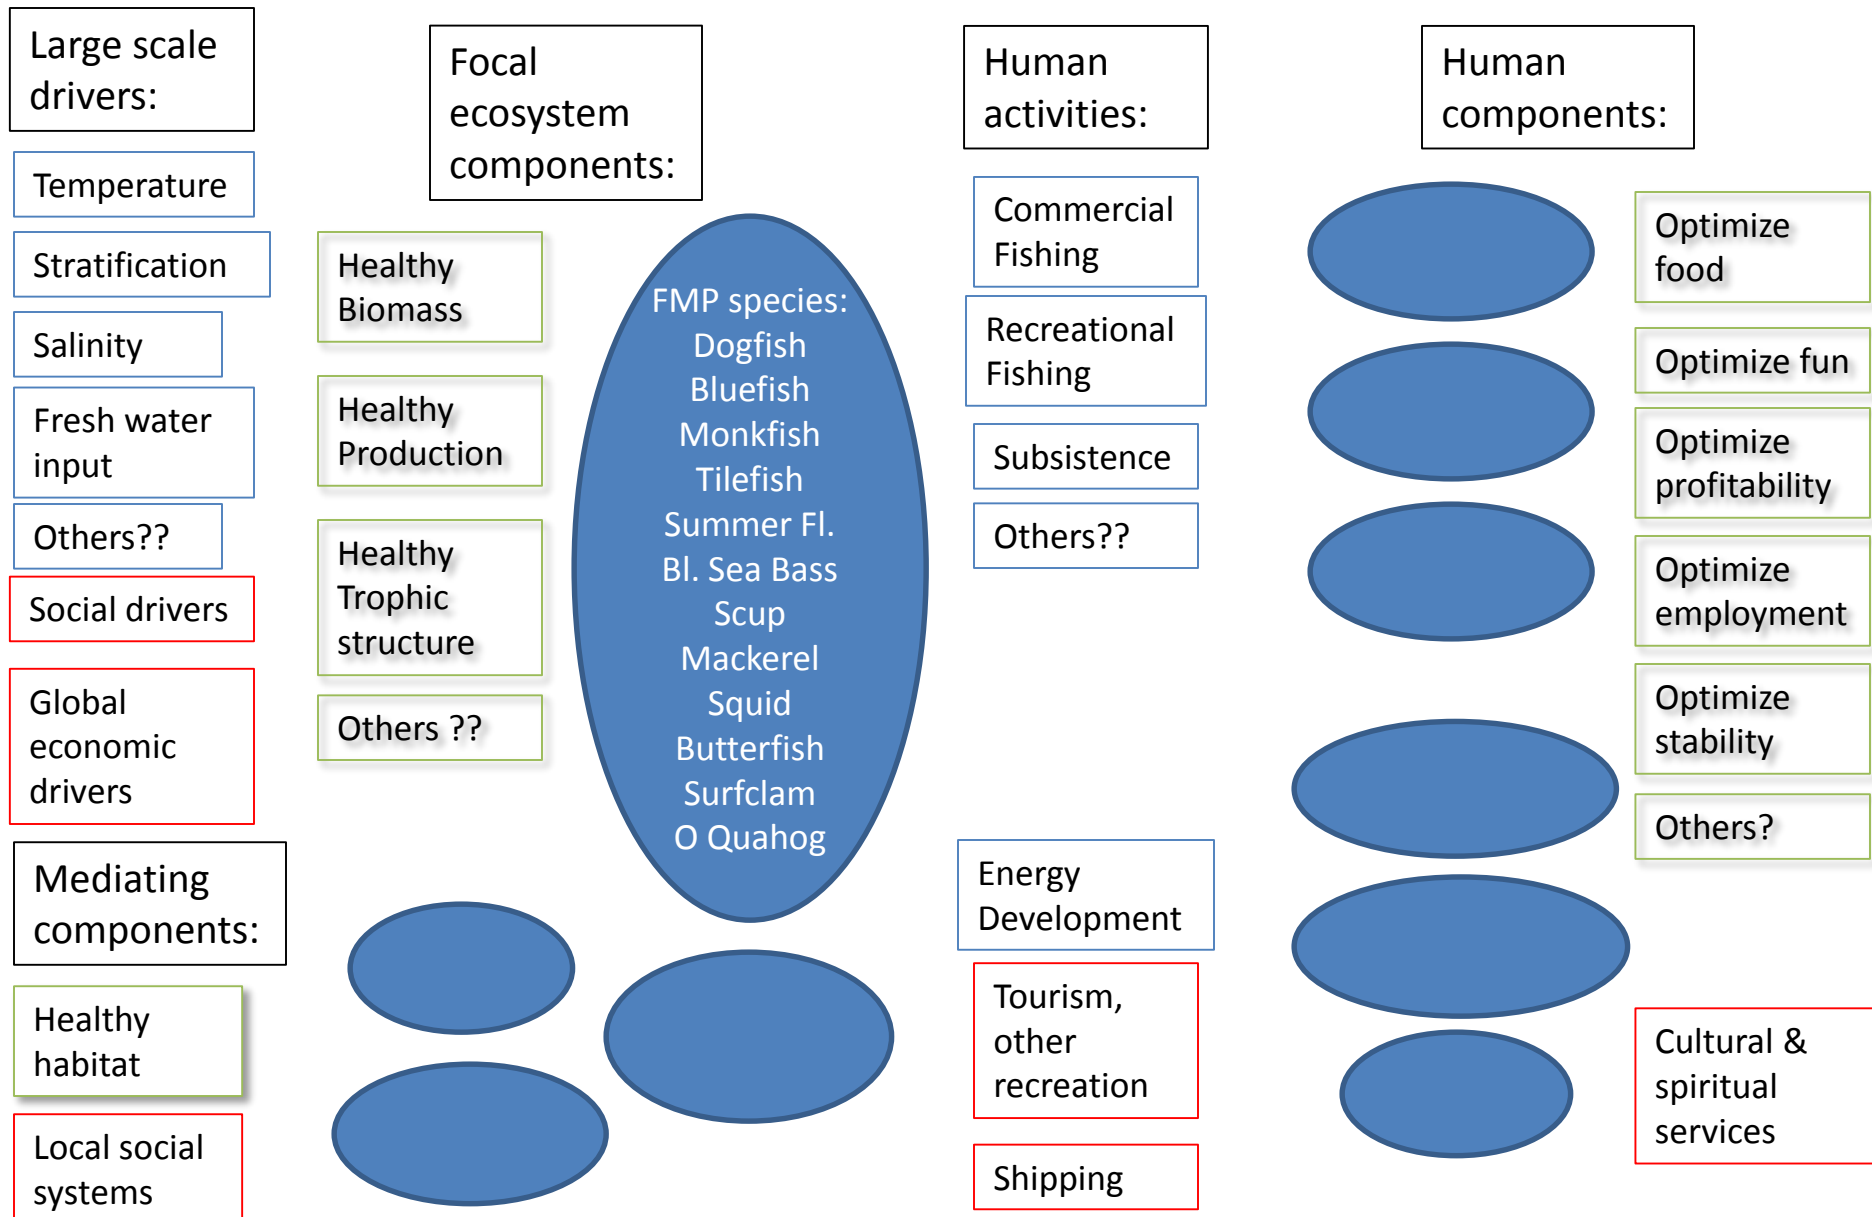 Large scale
drivers:
Temperature
Stratification
Salinity
Fresh water
input
Others??
Social drivers
Global
economic
drivers
Mediating
components:
Healthy
habitat
Local social
systems
Focal
ecosystem
components:
Healthy
Biomass
Healthy
Production
Healthy
Trophic
structure
Others ??
FMP species:
Dogfish
Bluefish
Monkfish
Tilefish
Summer Fl.
Bl. Sea Bass
Scup
Mackerel
Squid
Butterfish
Surfclam
O Quahog
Human
activities:
Commercial
Fishing
Recreational
Fishing
Subsistence
Others??
Energy
Development
Tourism,
other
recreation
Shipping
Human
components:
Optimize
food
Optimize fun
Optimize
profitability
Optimize
employment
Optimize
stability
Others?
Cultural &
spiritual
services